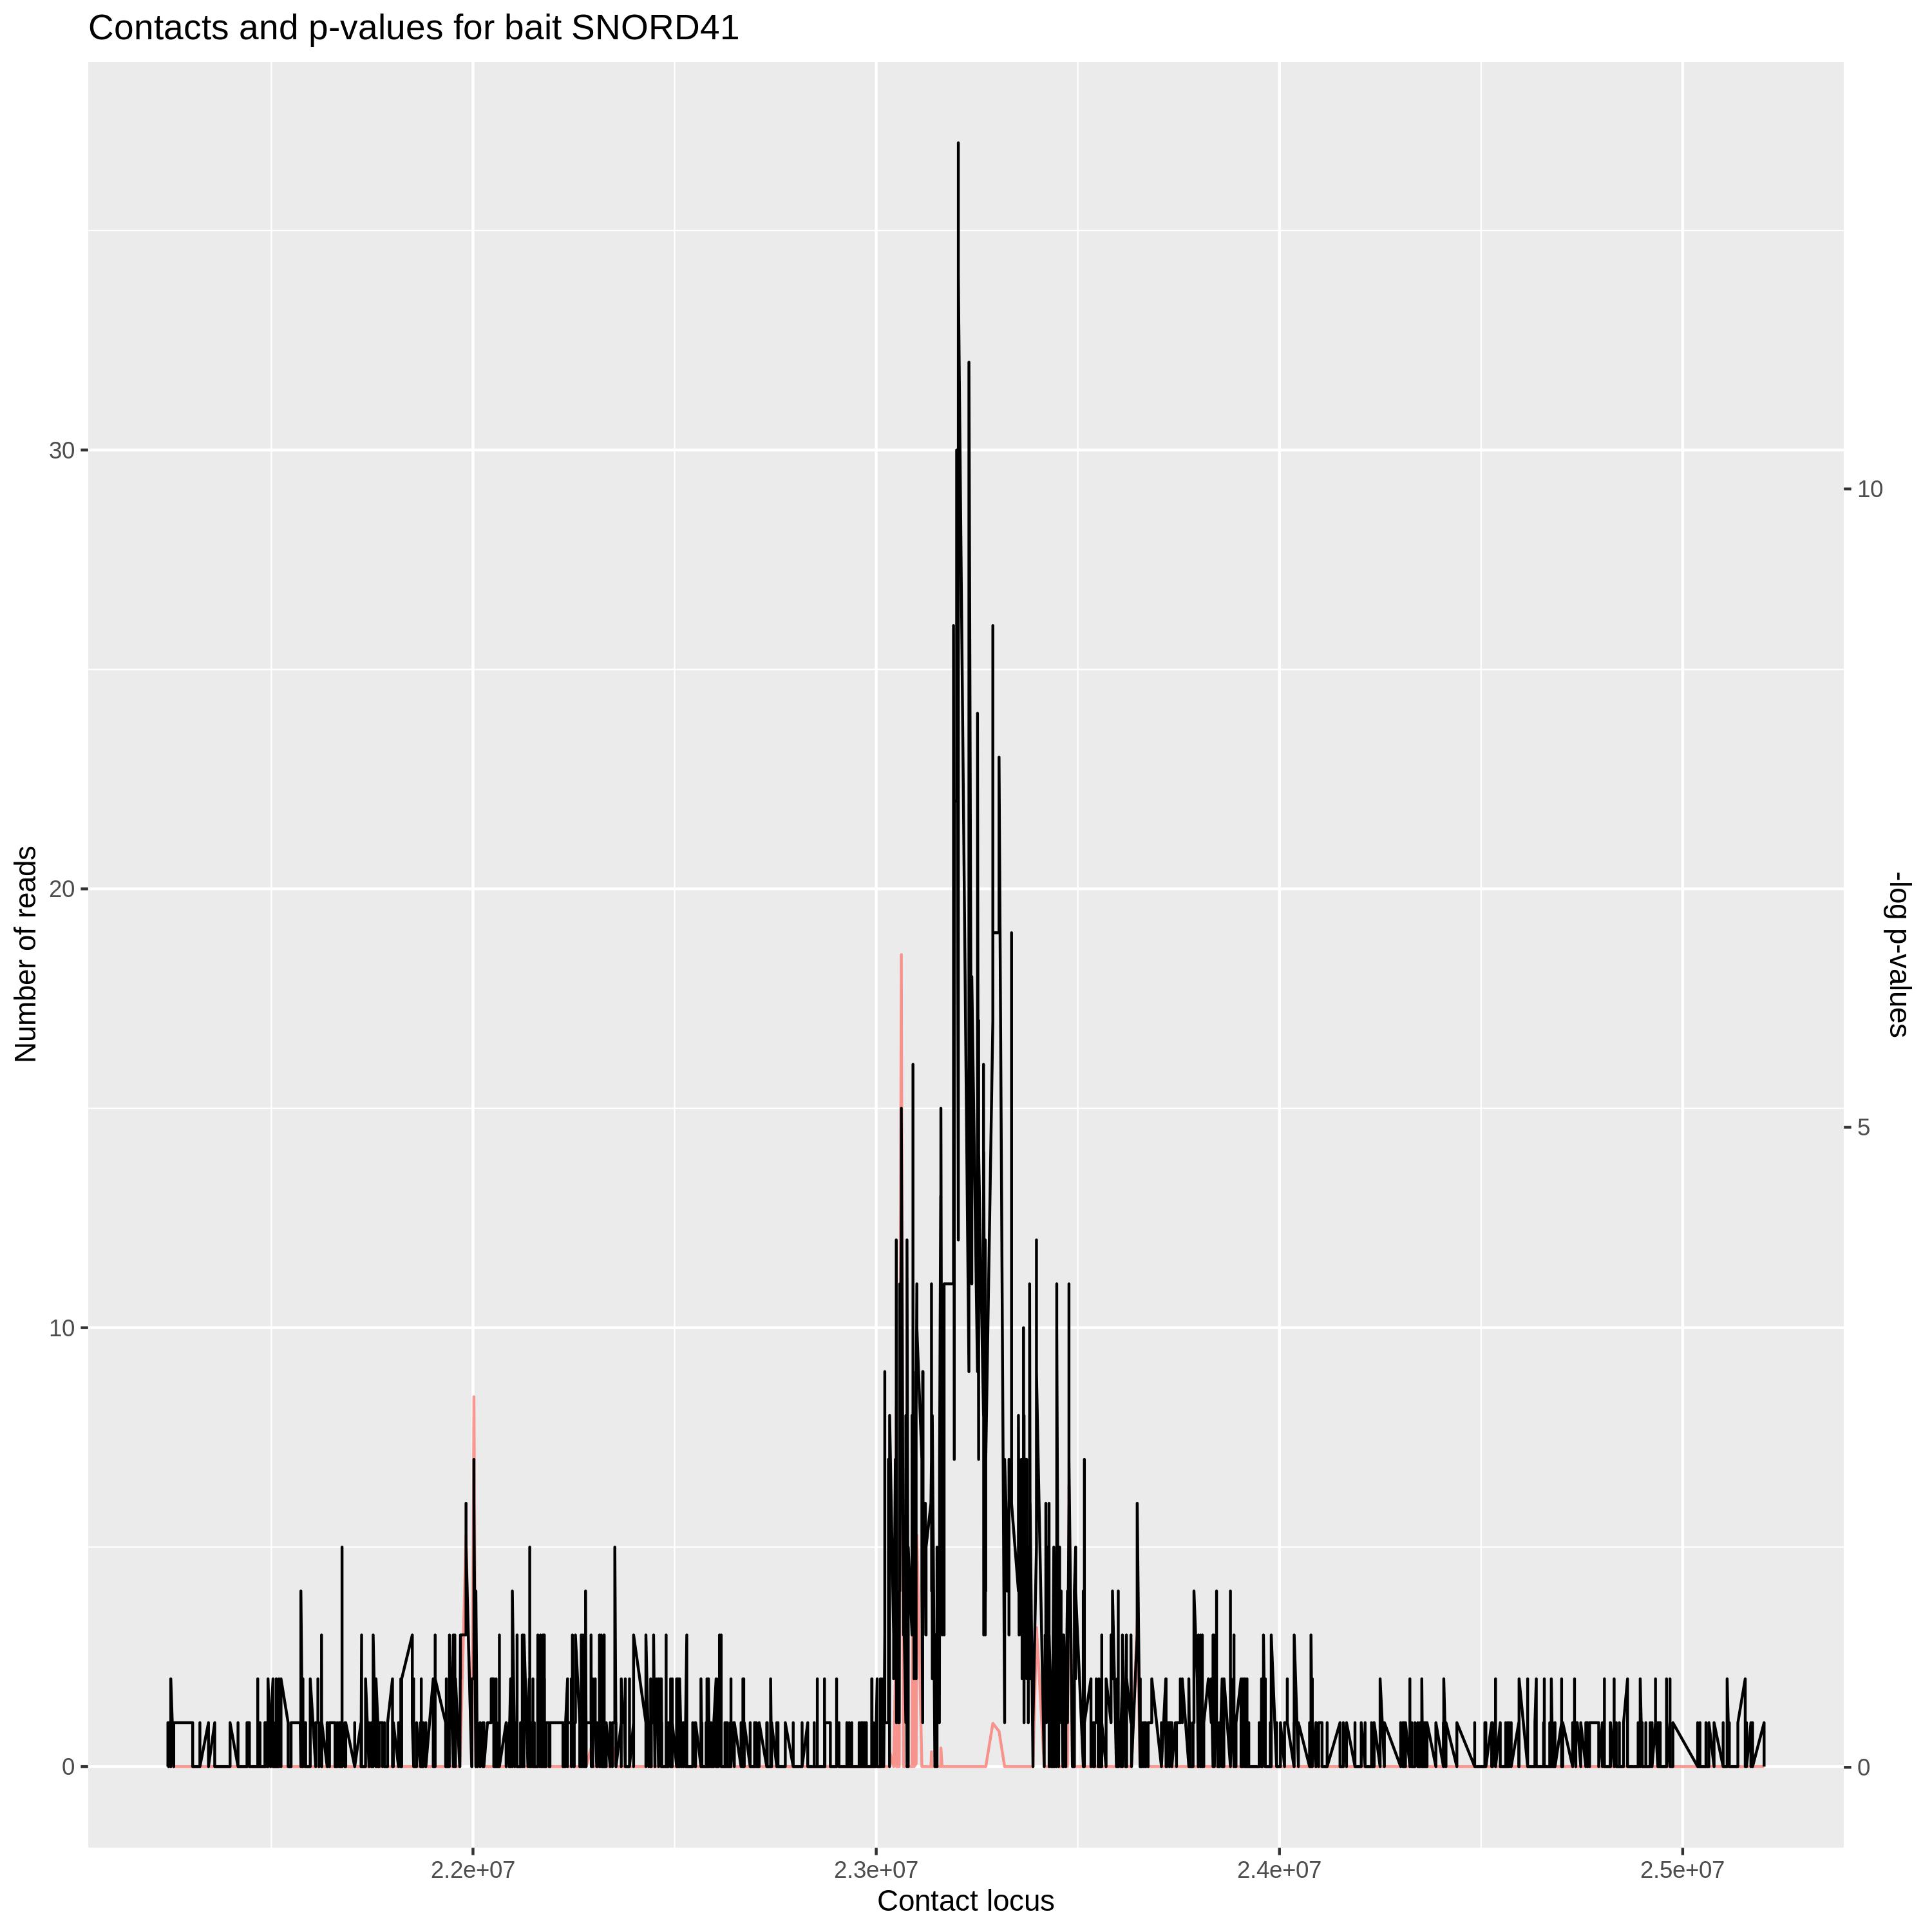 Contacts and p-values for bait SNORD41
Number of reads
30
20
10
0
10
5
0
-log p-values
2.2e+07 2.3e+07 2.4e+07 2.5e+07
Contact locus